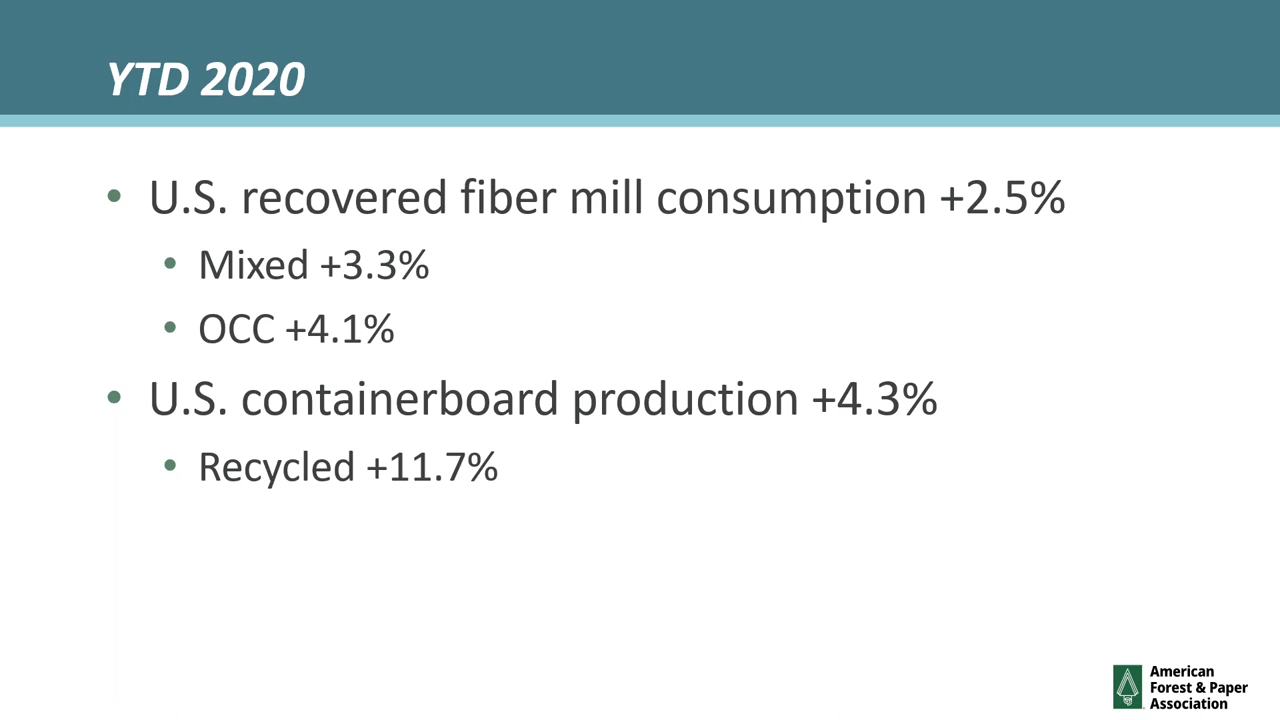 YTD 2020
• U.S. recovered fiber mill consumption +2.5%
• Mixed +3.3%
• OCC +4.1%
• U.S. containerboard production +4.3%
• Recycled +11.7%
American
Forest & Paper
Association